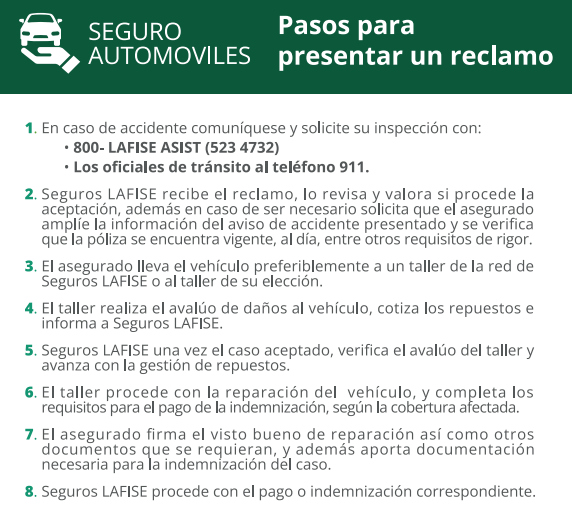 SEGURO
AUTOMOVILES
Pasos para
presentar un reclamo
1. En caso de accidente comuníquese y solicite su inspección con:
• 800- LAFISE ASIST (523 4732)
• Los oficiales de tránsito al teléfono 911.
2. Seguros LAFISE recibe el reclamo, lo revisa y valora si procede la
aceptación, además en caso de ser necesario solicita que el asegurado
amplíe la información del aviso de accidente presentado y se verifica
que la póliza se encuentra vigente, al día, entre otros requisitos de rigor.
3. El asegurado lleva el vehículo preferiblemente a un taller de la red de
Seguros LAFISE o al taller de su elección.
4. El taller realiza el avalúo de daños al vehículo, cotiza los repuestos e
informa a Seguros LAFISE.
5. Seguros LAFISE una vez el caso aceptado, verifica el avalúo del taller y
avanza con la gestión de repuestos.
6. El taller procede con la reparación del vehículo, y completa los
requisitos para el pago de la indemnización, según la cobertura afectada.
7. El asegurado firma el visto bueno de reparación así como otros
documentos que se requieran, y además aporta documentación
necesaria para la indemnización del caso.
8. Seguros LAFISE procede con el pago o indemnización correspondiente.